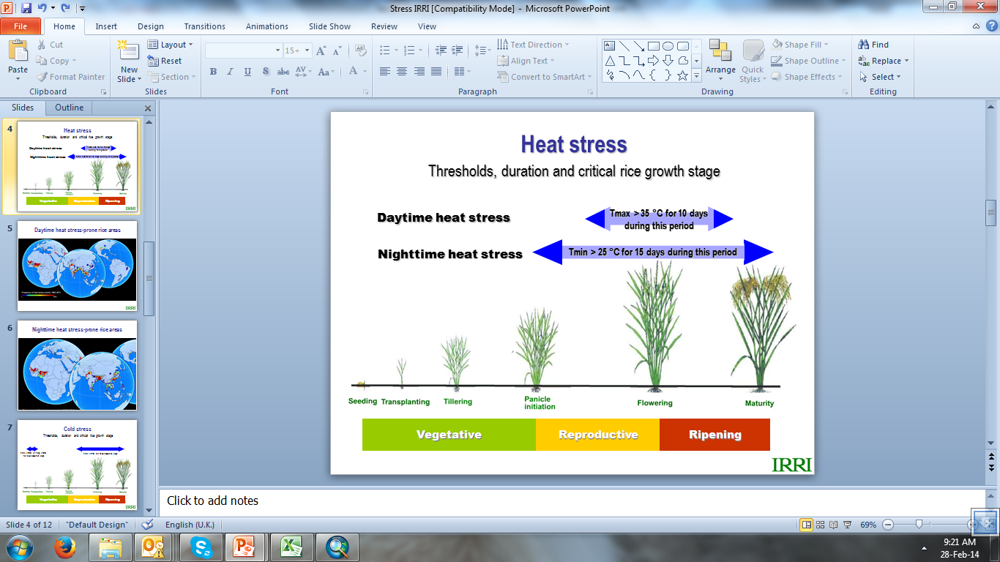 Stress IRRI [Compatibility Mode] - Microsoft PowerPoint
File Home Insert Design Transitions Animations Slide Show Review View
Paste
Cut
Copy
Format Painter
Clipboard
New
Slide
Layout
Reset
Section
Slides
15+
B I U S abc AV Aa A
Font
Text Direction
Align Text
Convert to SmartArt
Paragraph
Arrange
Quick
Styles
Shape Fill
Shape Outline
Shape Effects
Drawing
Find
Replace
Select
Editing
Slides Outline
4
Heat stress
Thresholds, duration and critical rice growth stage
Daytime heat stress
Nighttime heat stress
Vegetative Reproductive Ripening
IRRI
5
Daytime heat stress-prone rice areas
IRRI
6
Nighttime heat stress-prone rice areas
7
Cold stress
Thresholds, duration and critical rice growth stage
Vegetative Reproductive Ripening
IRRI
Heat stress
Thresholds, duration and critical rice growth stage
Daytime heat stress
Tmax > 35 °C for 10 days
during this period
Nighttime heat stress
Tmin > 25 °C for 15 days during this period
Seeding Transplanting Tillering
Panicle
initiation
Flowering Maturity
Vegetative Reproductive Ripening
IRRI
Click to add notes
Slide 4 of 12 "Default Design" English (U.K.) 69%
9:21 AM
28-Feb-14